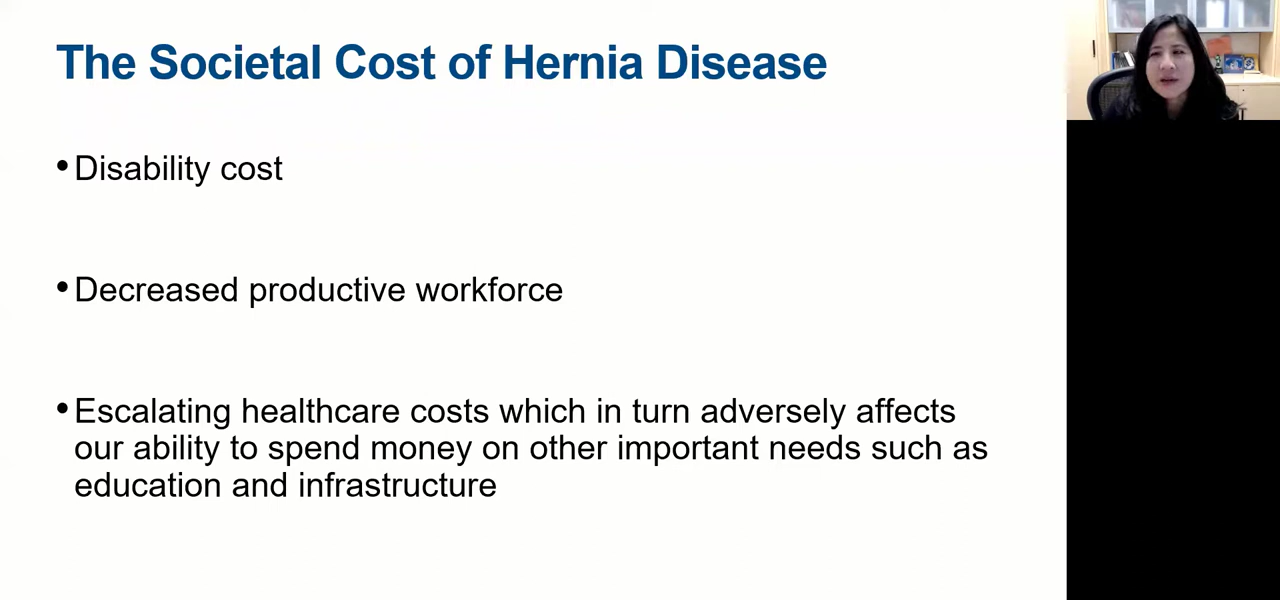 The Societal Cost of Hernia Disease
• Disability cost
• Decreased productive workforce
• Escalating healthcare costs which in turn adversely affects
our ability to spend money on other important needs such as
education and infrastructure